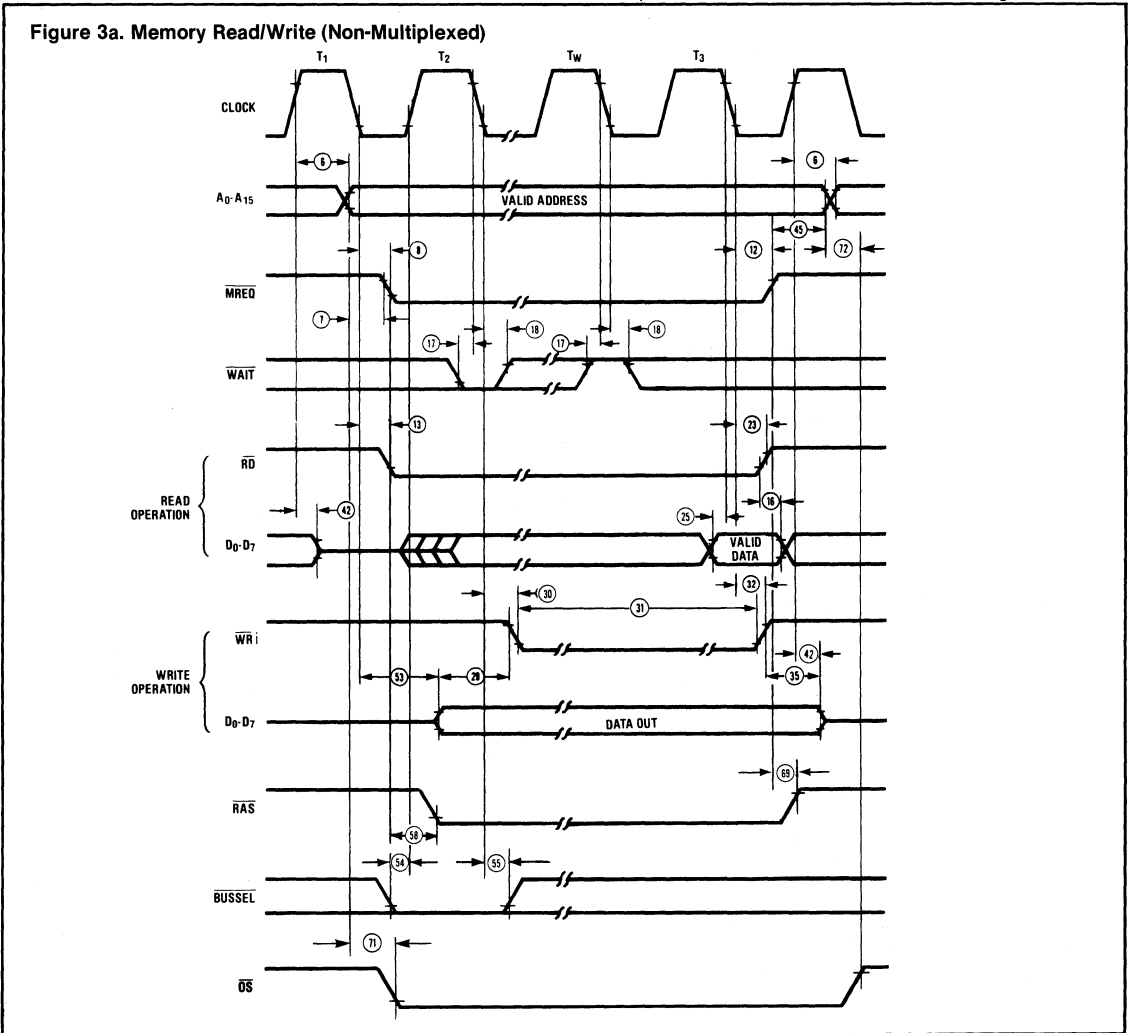 Figure 3a. Memory Read/Write (Non-Multiplexed)
T1 T2 TW T3
CLOCK
6 6
A0-A15 VALID ADDRESS
45
8 12 72
MREQ
7
17 18 17 18
WAIT
13 23
RD
READ OPERATION
42 25 16
D0-D7 VALID DATA
32
30 31
WRi
42
53 29 35
WRITE OPERATION
D0-D7 DATA OUT
69
RAS
58
54 55
BUSSEL
71
OS